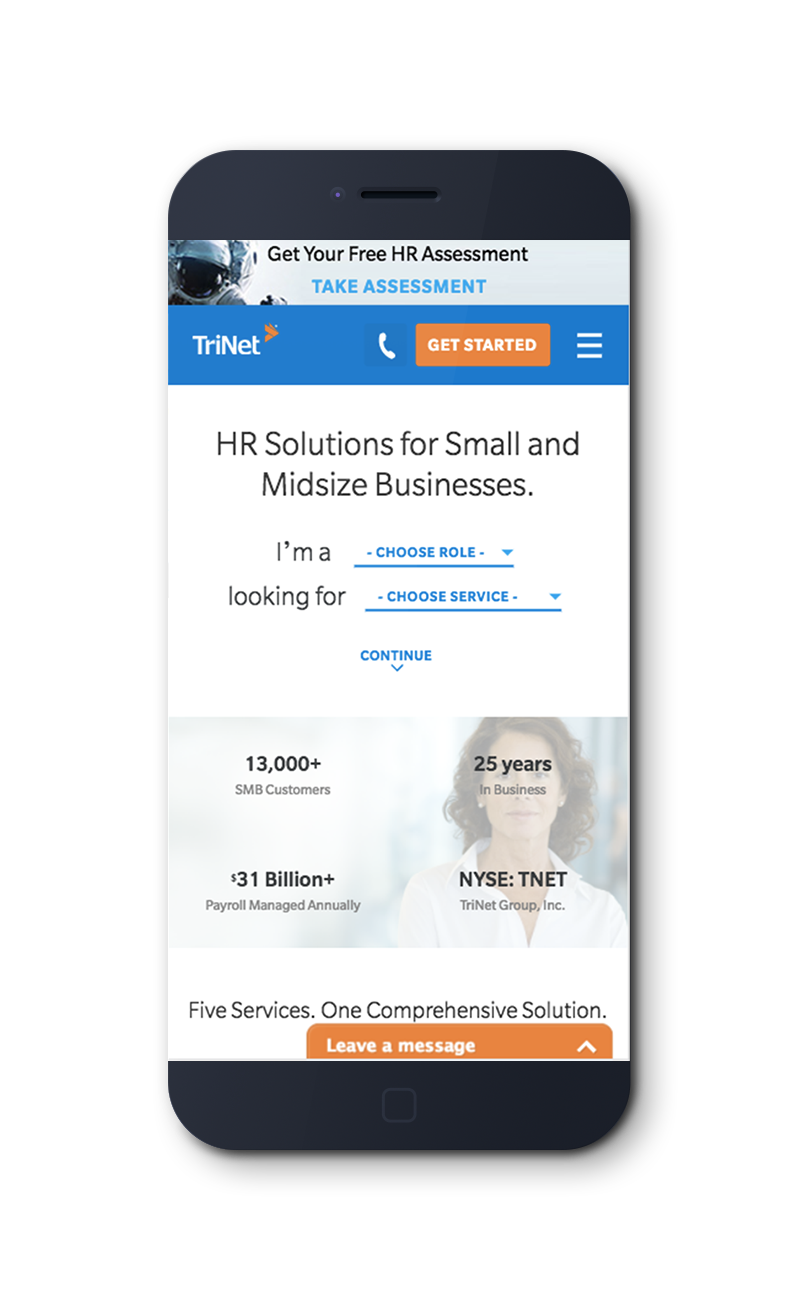 Get Your Free HR Assessment
TAKE ASSESSMENT
TriNet
GET STARTED
HR Solutions for Small and
Midsize Businesses.
I’m a - CHOOSE ROLE -
looking for - CHOOSE SERVICE -
CONTINUE
13,000+
SMB Customers
25 years
In Business
$31 Billion+
Payroll Managed Annually
NYSE: TNET
TriNet Group, Inc.
Five Services. One Comprehensive Solution.
Leave a message